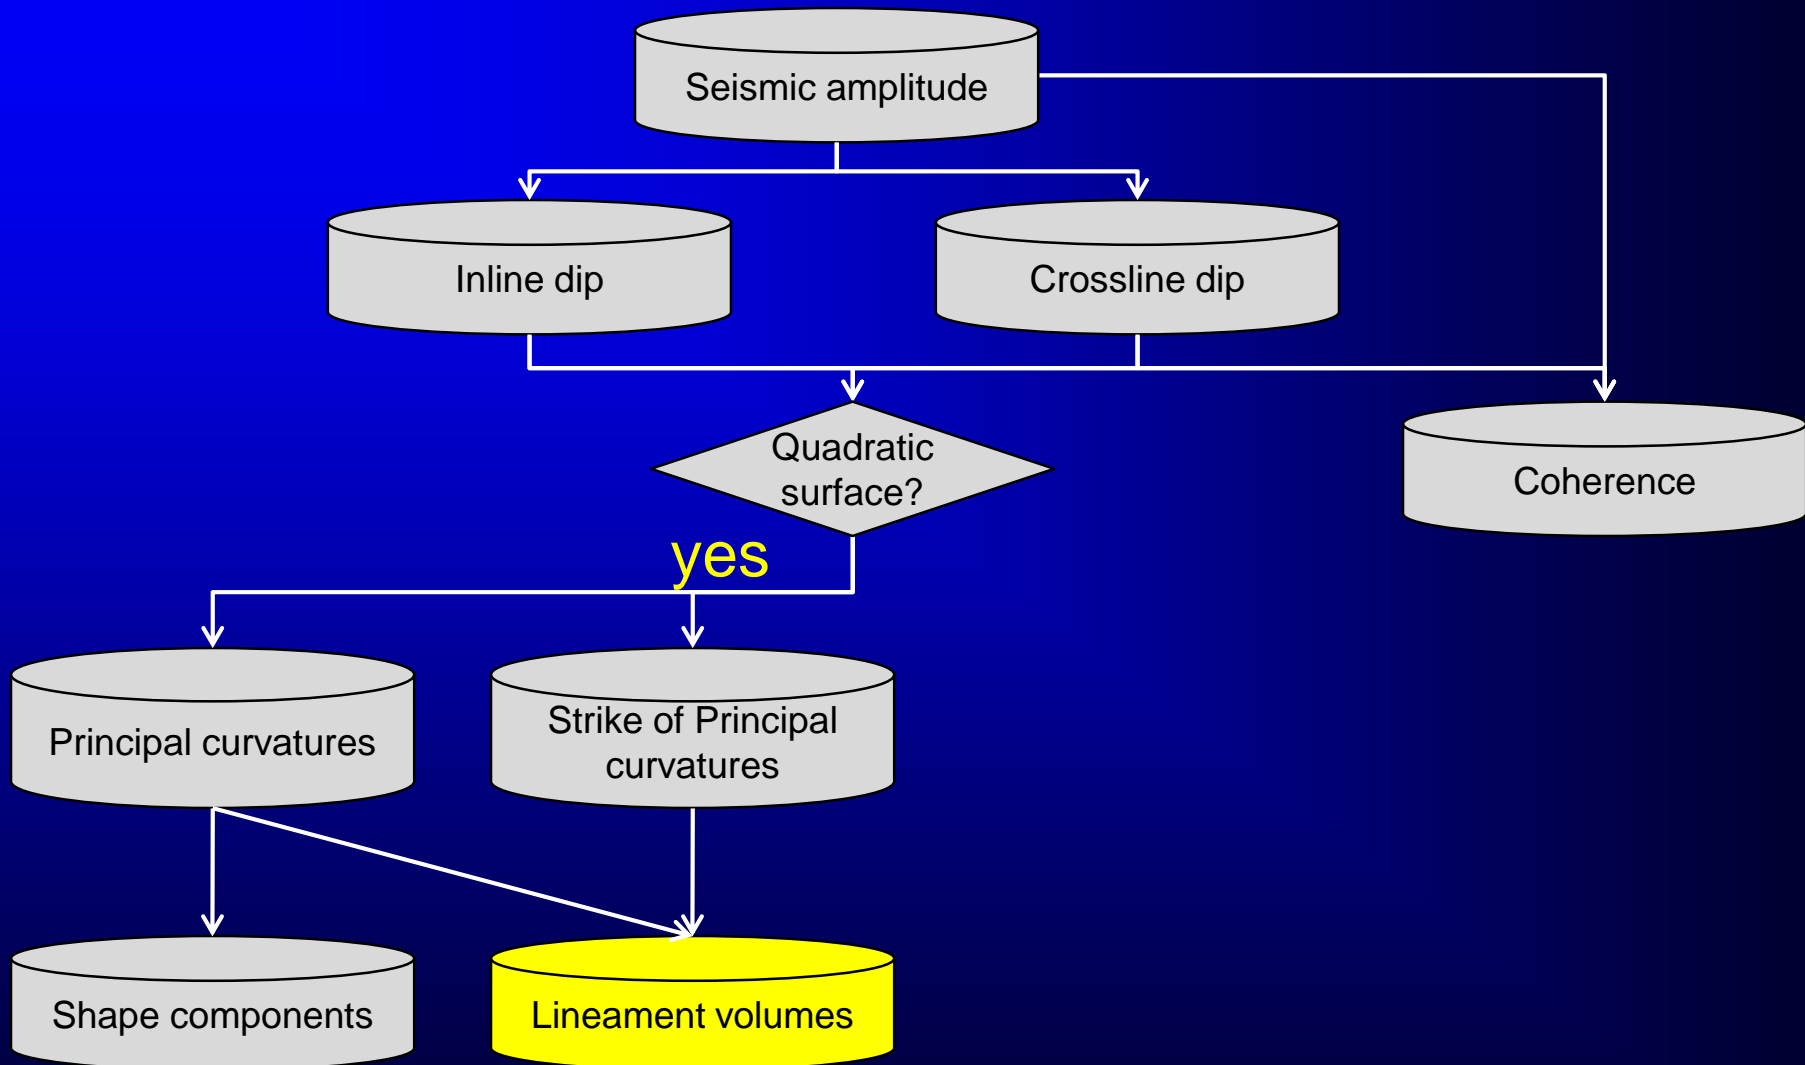 Seismic amplitude
Inline dip
Crossline dip
Quadratic
surface?
Coherence
yes
Principal curvatures
Strike of Principal
curvatures
Shape components
Lineament volumes